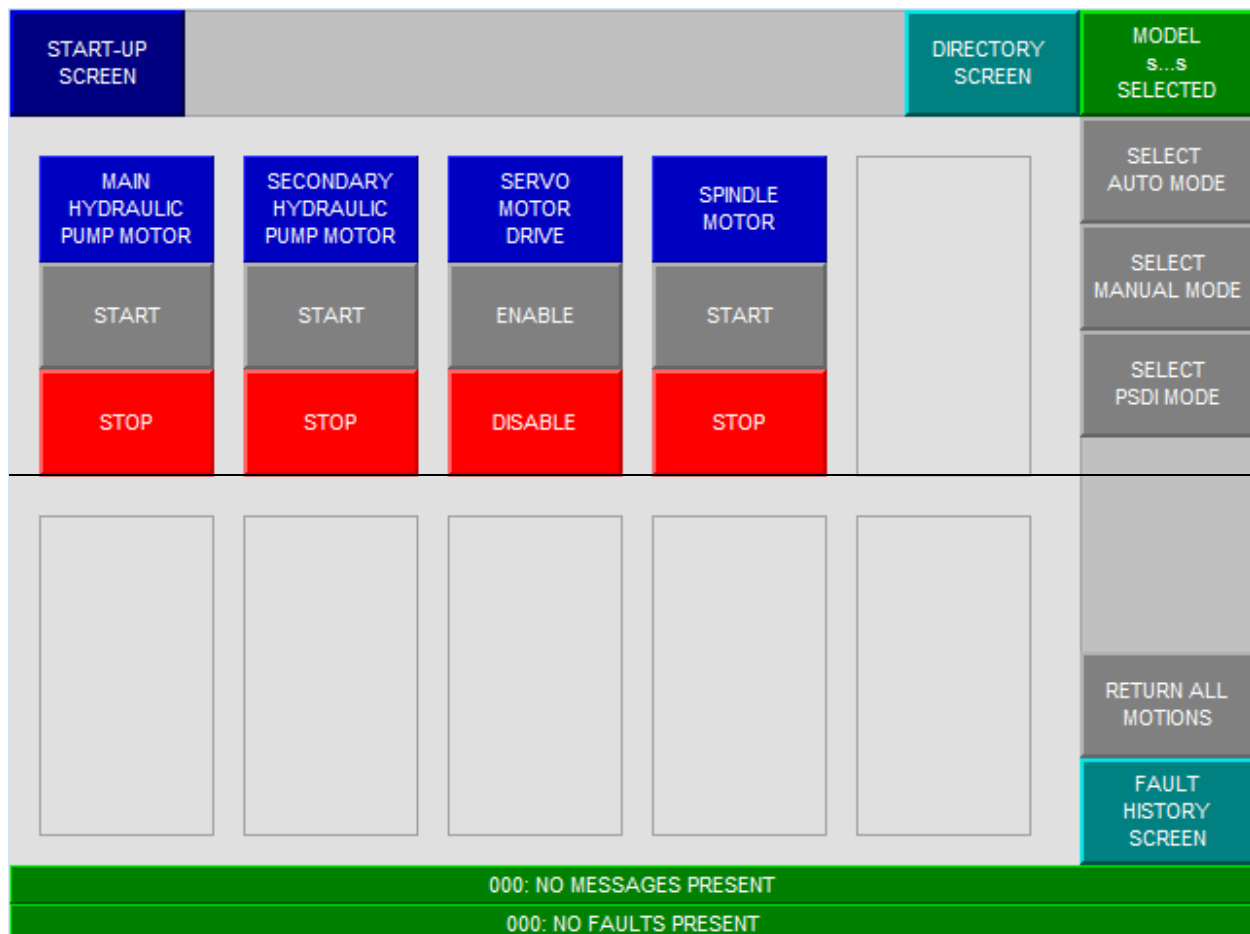 START-UP
SCREEN
DIRECTORY
SCREEN
MODEL
s...s
SELECTED
MAIN
HYDRAULIC
PUMP MOTOR
SECONDARY
HYDRAULIC
PUMP MOTOR
SERVO
MOTOR
DRIVE
SPINDLE
MOTOR
START
START
ENABLE
START
STOP
STOP
DISABLE
STOP
SELECT
AUTO MODE
SELECT
MANUAL MODE
SELECT
PSDI MODE
RETURN ALL
MOTIONS
FAULT
HISTORY
SCREEN
000: NO MESSAGES PRESENT
000: NO FAULTS PRESENT